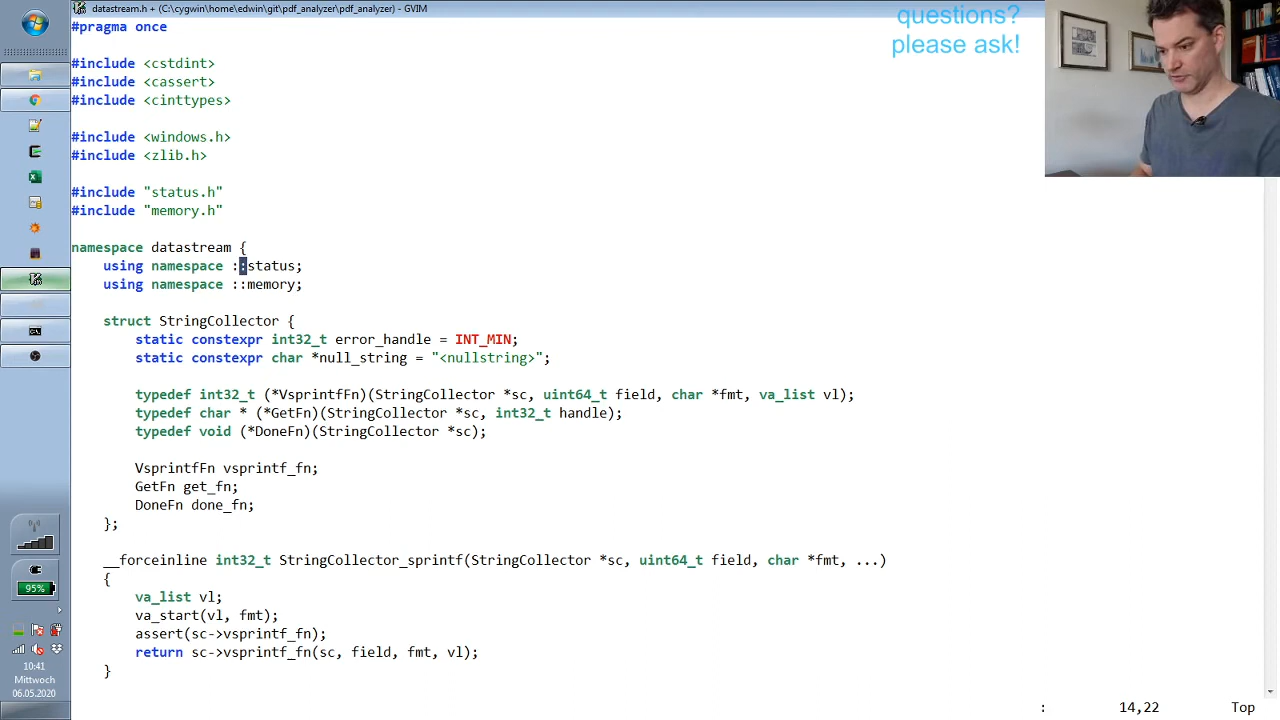 datastream.h + (C:\cygwin\home\edwin\git\pdf_analyzer\pdf_analyzer) - GVIM
questions?
please ask!
#pragma once
#include <cstdint>
#include <cassert>
#include <cinttypes>
#include <windows.h>
#include <zlib.h>
#include "status.h"
#include "memory.h"
namespace datastream {
using namespace ::status;
using namespace ::memory;
struct StringCollector {
static constexpr int32_t error_handle = INT_MIN;
static constexpr char *null_string = "<nullstring>";
typedef int32_t (*VsprintfFn)(StringCollector *sc, uint64_t field, char *fmt, va_list vl);
typedef char * (*GetFn)(StringCollector *sc, int32_t handle);
typedef void (*DoneFn)(StringCollector *sc);
VsprintfFn vsprintf_fn;
GetFn get_fn;
DoneFn done_fn;
};
__forceinline int32_t StringCollector_sprintf(StringCollector *sc, uint64_t field, char *fmt, ...)
{
va_list vl;
va_start(vl, fmt);
assert(sc->vsprintf_fn);
return sc->vsprintf_fn(sc, field, fmt, vl);
}
95%
10:41
Mittwoch
06.05.2020
: 14,22 Top